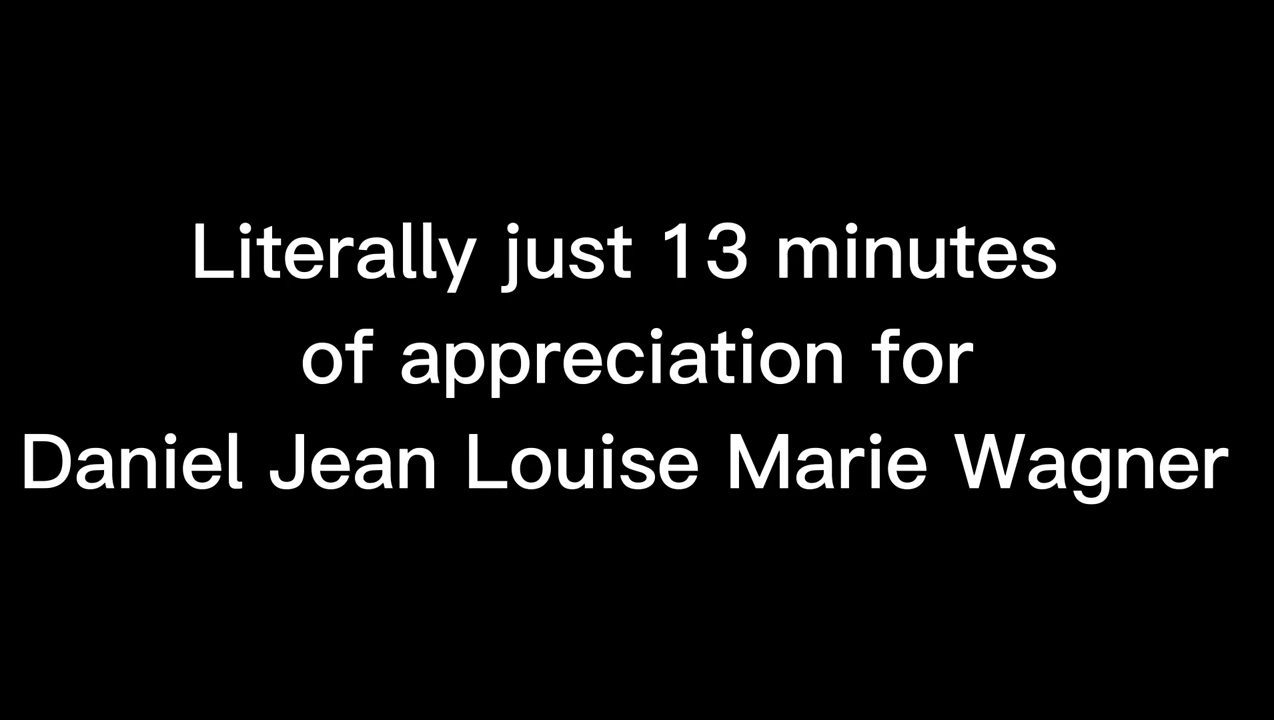 Literally just 13 minutes
of appreciation for
Daniel Jean Louise Marie Wagner